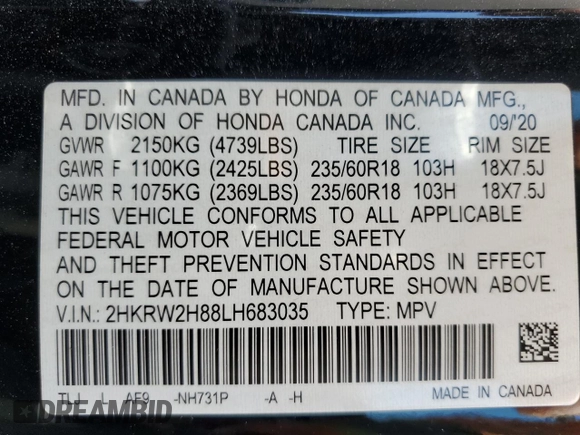 MFD. IN CANADA BY HONDA OF CANADA MFG.,
A DIVISION OF HONDA CANADA INC. 09/'20
GVWR 2150KG (4739LBS) TIRE SIZE RIM SIZE
GAWR F 1100KG (2425LBS) 235/60R18 103H 18X7.5J
GAWR R 1075KG (2369LBS) 235/60R18 103H 18X7.5J
THIS VEHICLE CONFORMS TO ALL APPLICABLE
FEDERAL MOTOR VEHICLE SAFETY
AND THEFT PREVENTION STANDARDS IN EFFECT
ON THE DATE OF MANUFACTURE SHOWN ABOVE.
V.I.N.: 2HKRW2H88LH683035 TYPE: MPV
-NH731P -A -H MADE IN CANADA
DREAMBID